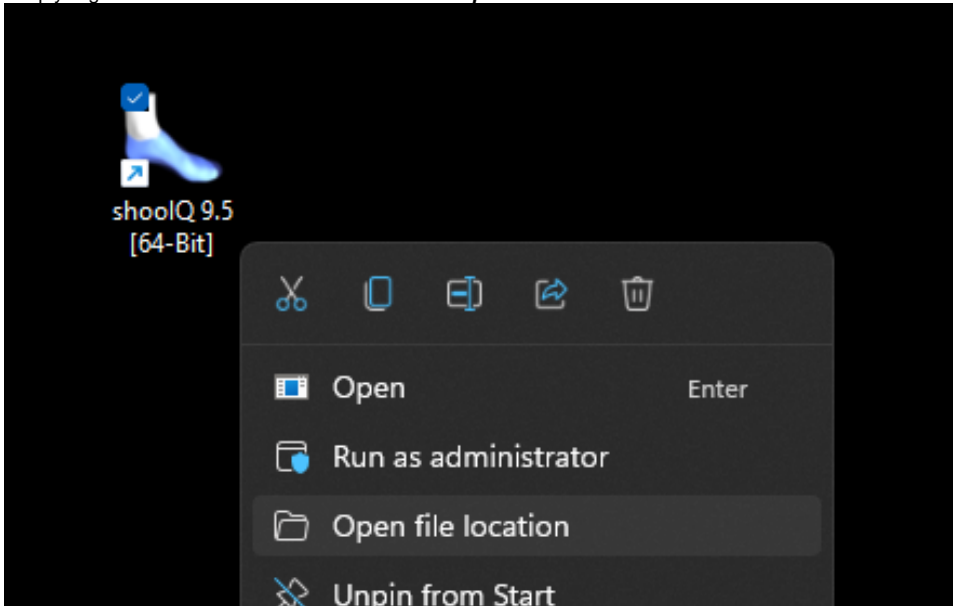 shoolQ 9.5
[64-Bit]
Open Enter
Run as administrator
Open file location
Unpin from Start